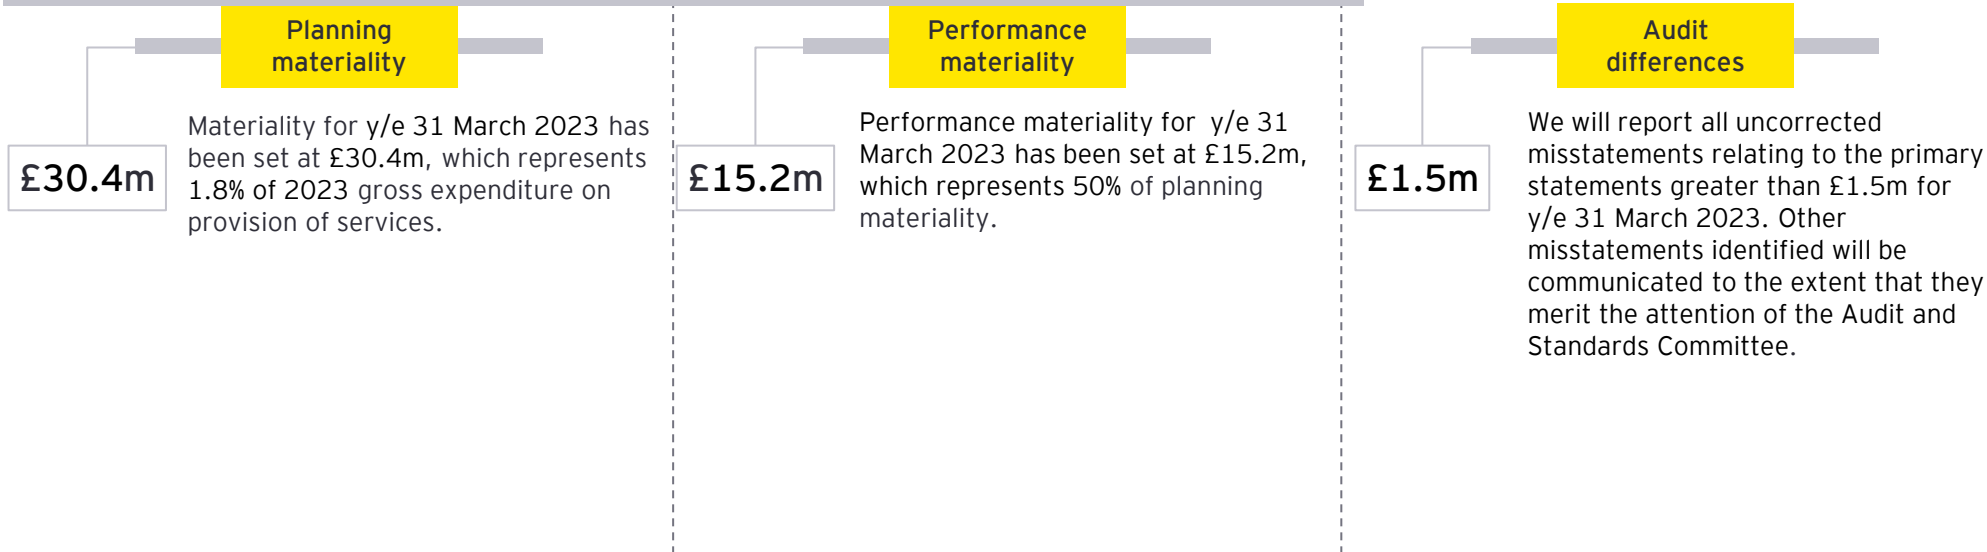 Planning
materiality
£30.4m
Materiality for y/e 31 March 2023 has
been set at £30.4m, which represents
1.8% of 2023 gross expenditure on
provision of services.
Performance
materiality
£15.2m
Performance materiality for y/e 31
March 2023 has been set at £15.2m,
which represents 50% of planning
materiality.
Audit
differences
£1.5m
We will report all uncorrected
misstatements relating to the primary
statements greater than £1.5m for
y/e 31 March 2023. Other
misstatements identified will be
communicated to the extent that they
merit the attention of the Audit and
Standards Committee.